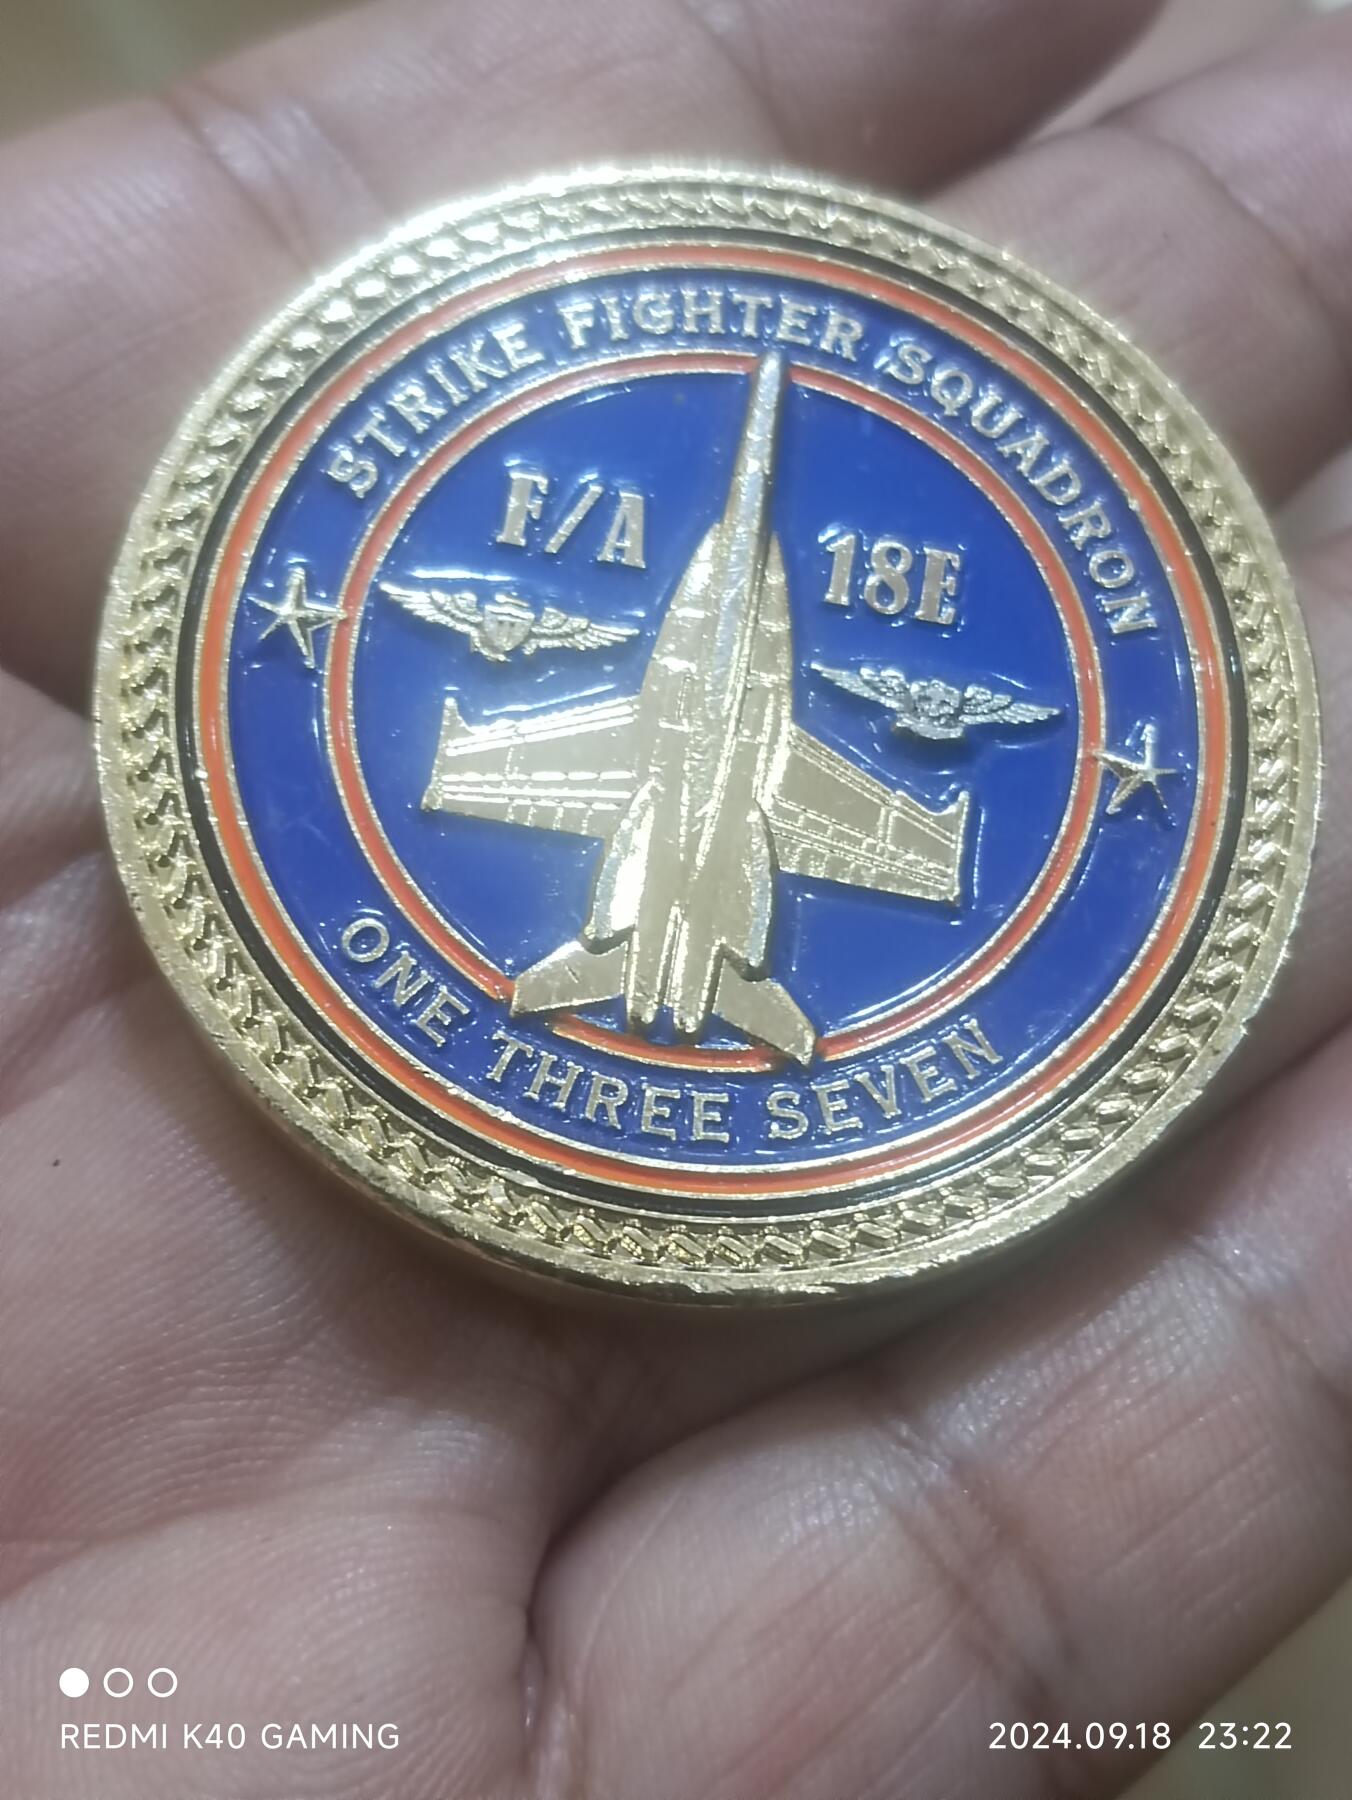 STRIKE FIGHTER SQUADRON
F/A 18E
ONE THREE SEVEN
REDMI K40 GAMING
2024.09.18 23:22